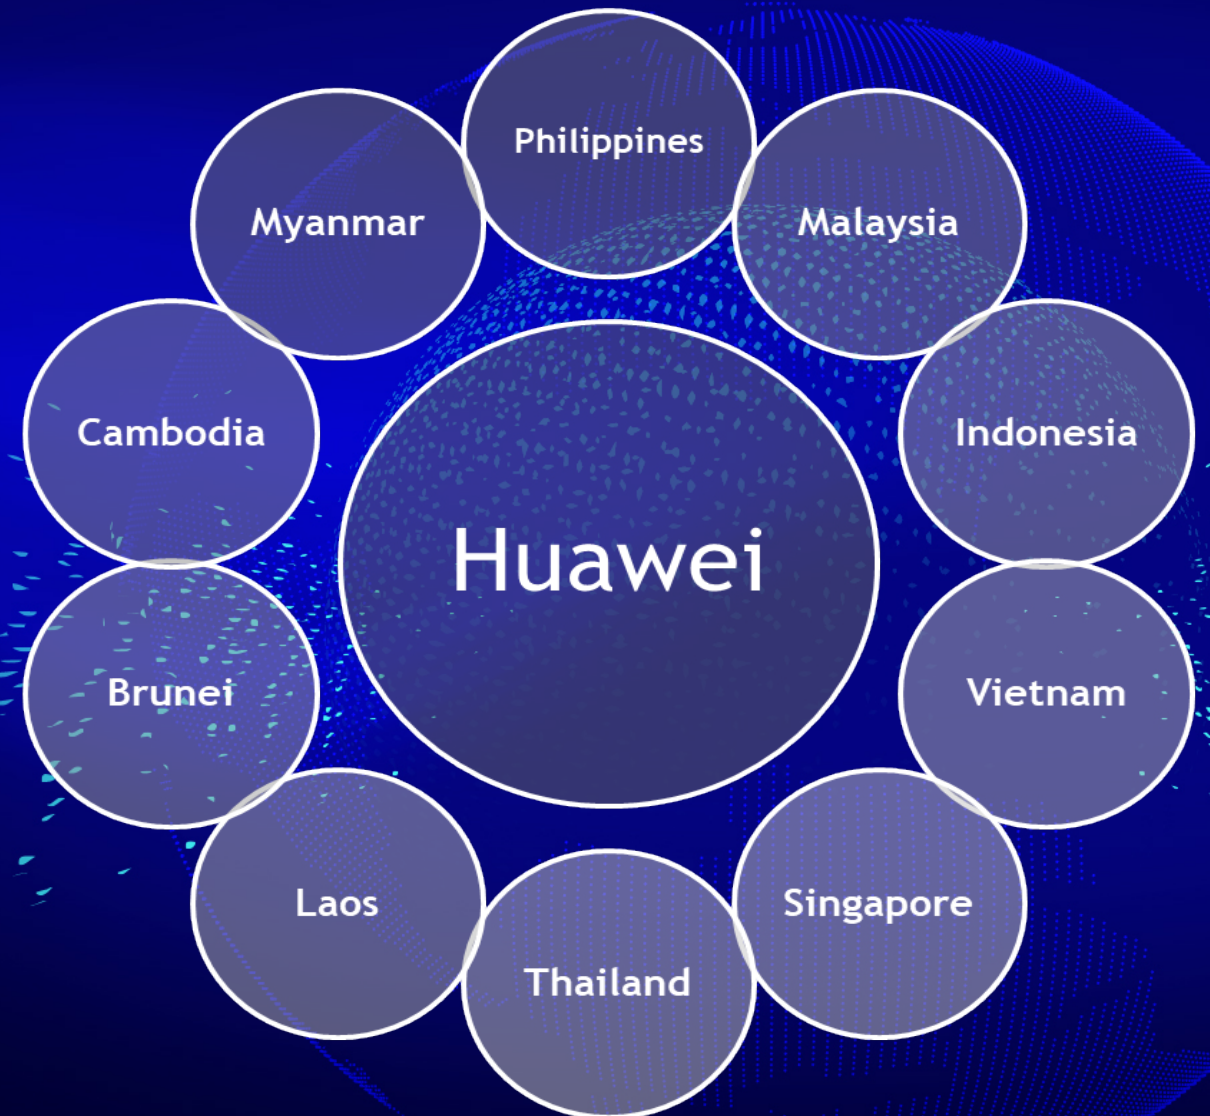 Philippines
Myanmar
Malaysia
Cambodia
Indonesia
Huawei
Brunei
Vietnam
Laos
Singapore
Thailand